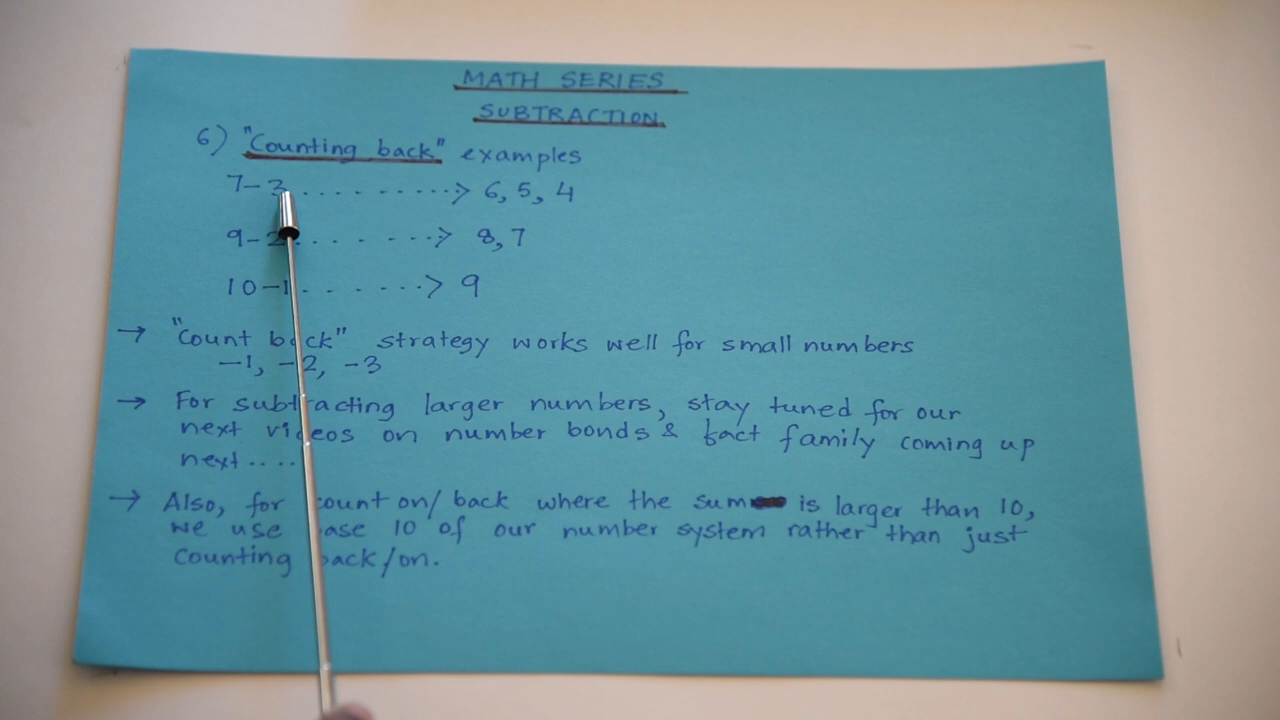 MATH SERIES
SUBTRACTION
6) "Counting back" examples
7-3.........> 6, 5, 4
9-2.......> 8, 7
10-1.......> 9
→ "Count back" strategy works well for small numbers
-1, -2, -3
→ For subtracting larger numbers, stay tuned for our
next videos on number bonds & fact family coming up
next....
→ Also, for count on/ back where the sum is larger than 10,
we use base 10 of our number system rather than just
counting back/on.